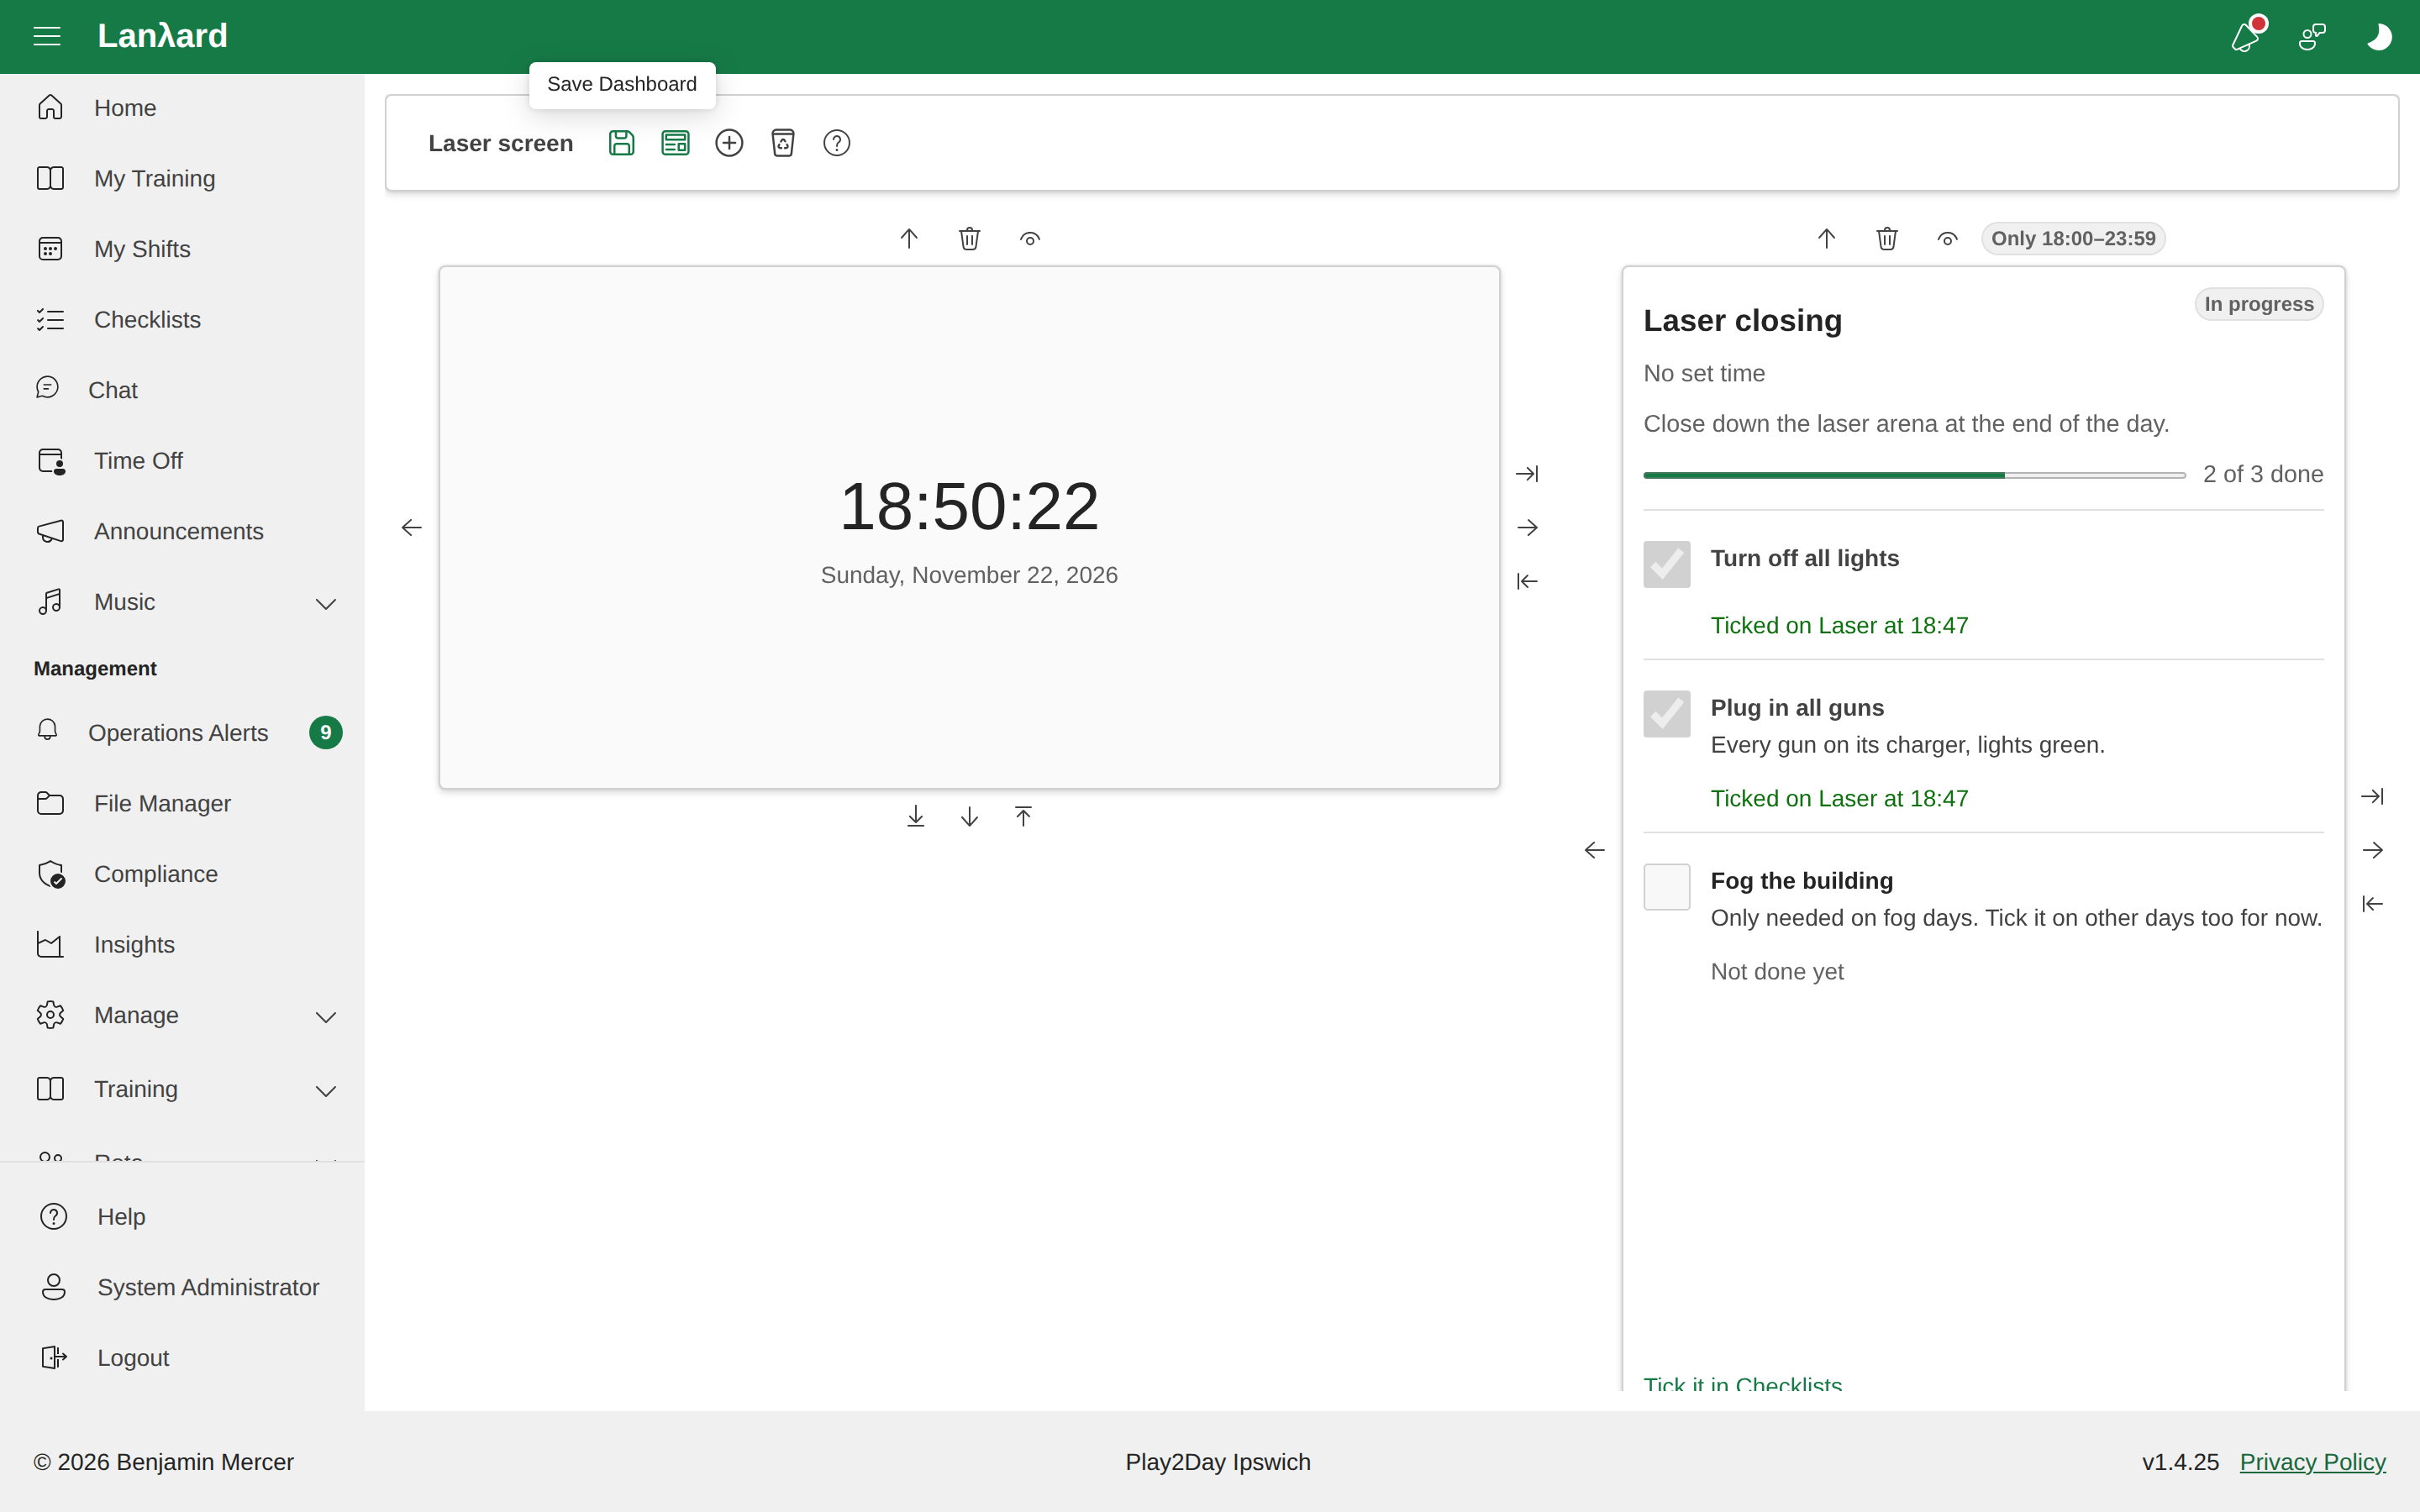 Lanλard
Save Dashboard
Home
My Training
My Shifts
Checklists
Chat
Time Off
Announcements
Music
Management
Operations Alerts 9
File Manager
Compliance
Insights
Manage
Training
Rota
Help
System Administrator
Logout
Laser screen
18:50:22
Sunday, November 22, 2026
Only 18:00–23:59
In progress
Laser closing
No set time
Close down the laser arena at the end of the day.
2 of 3 done
Turn off all lights
Ticked on Laser at 18:47
Plug in all guns
Every gun on its charger, lights green.
Ticked on Laser at 18:47
Fog the building
Only needed on fog days. Tick it on other days too for now.
Not done yet
Tick it in Checklists
© 2026 Benjamin Mercer
Play2Day Ipswich
v1.4.25 Privacy Policy